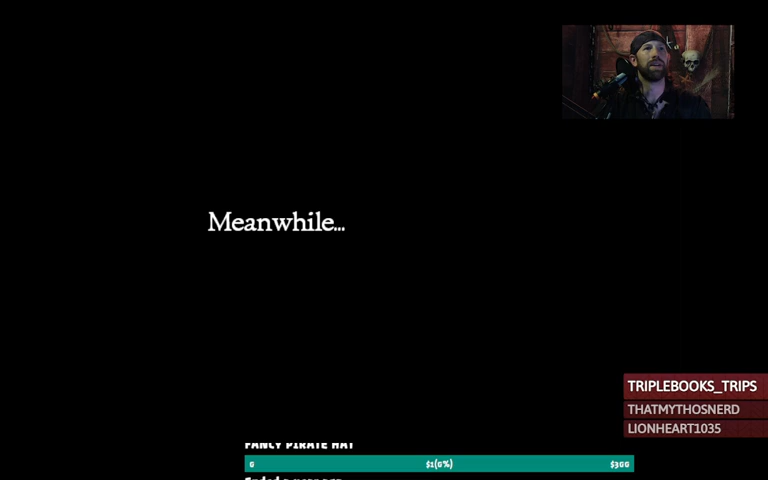 Meanwhile...
TRIPLEBOOKS_TRIPS
THATMYTHOSNERD
LIONHEART1035
FANCY PIRATE HAT
0 $1(0%) $300